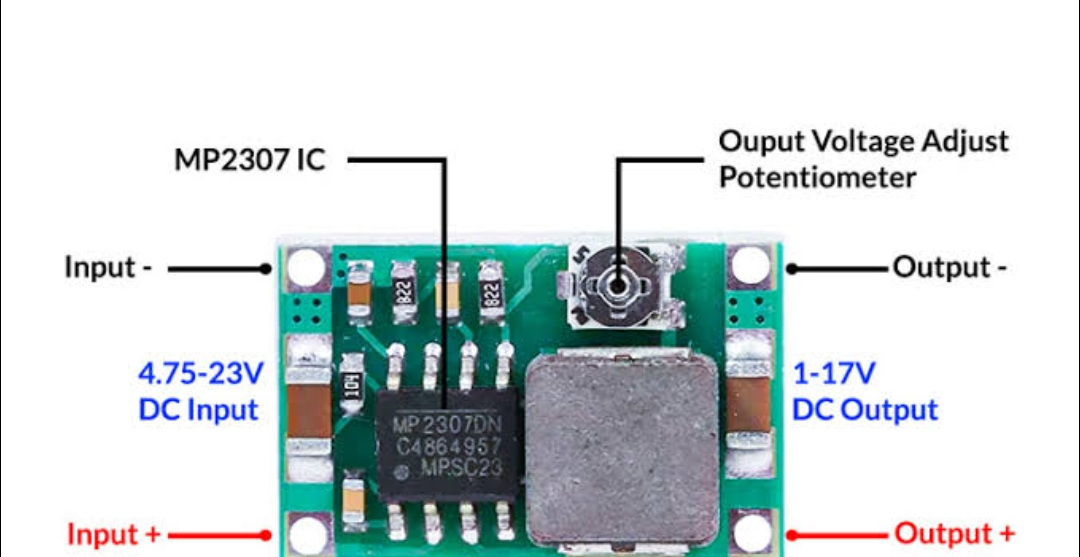 MP2307 IC
Ouput Voltage Adjust
Potentiometer
Input -
Output -
822
822
4.75-23V
DC Input
1-17V
DC Output
104
MP2307DN
C4864957
MPSC23
Input +
Output +